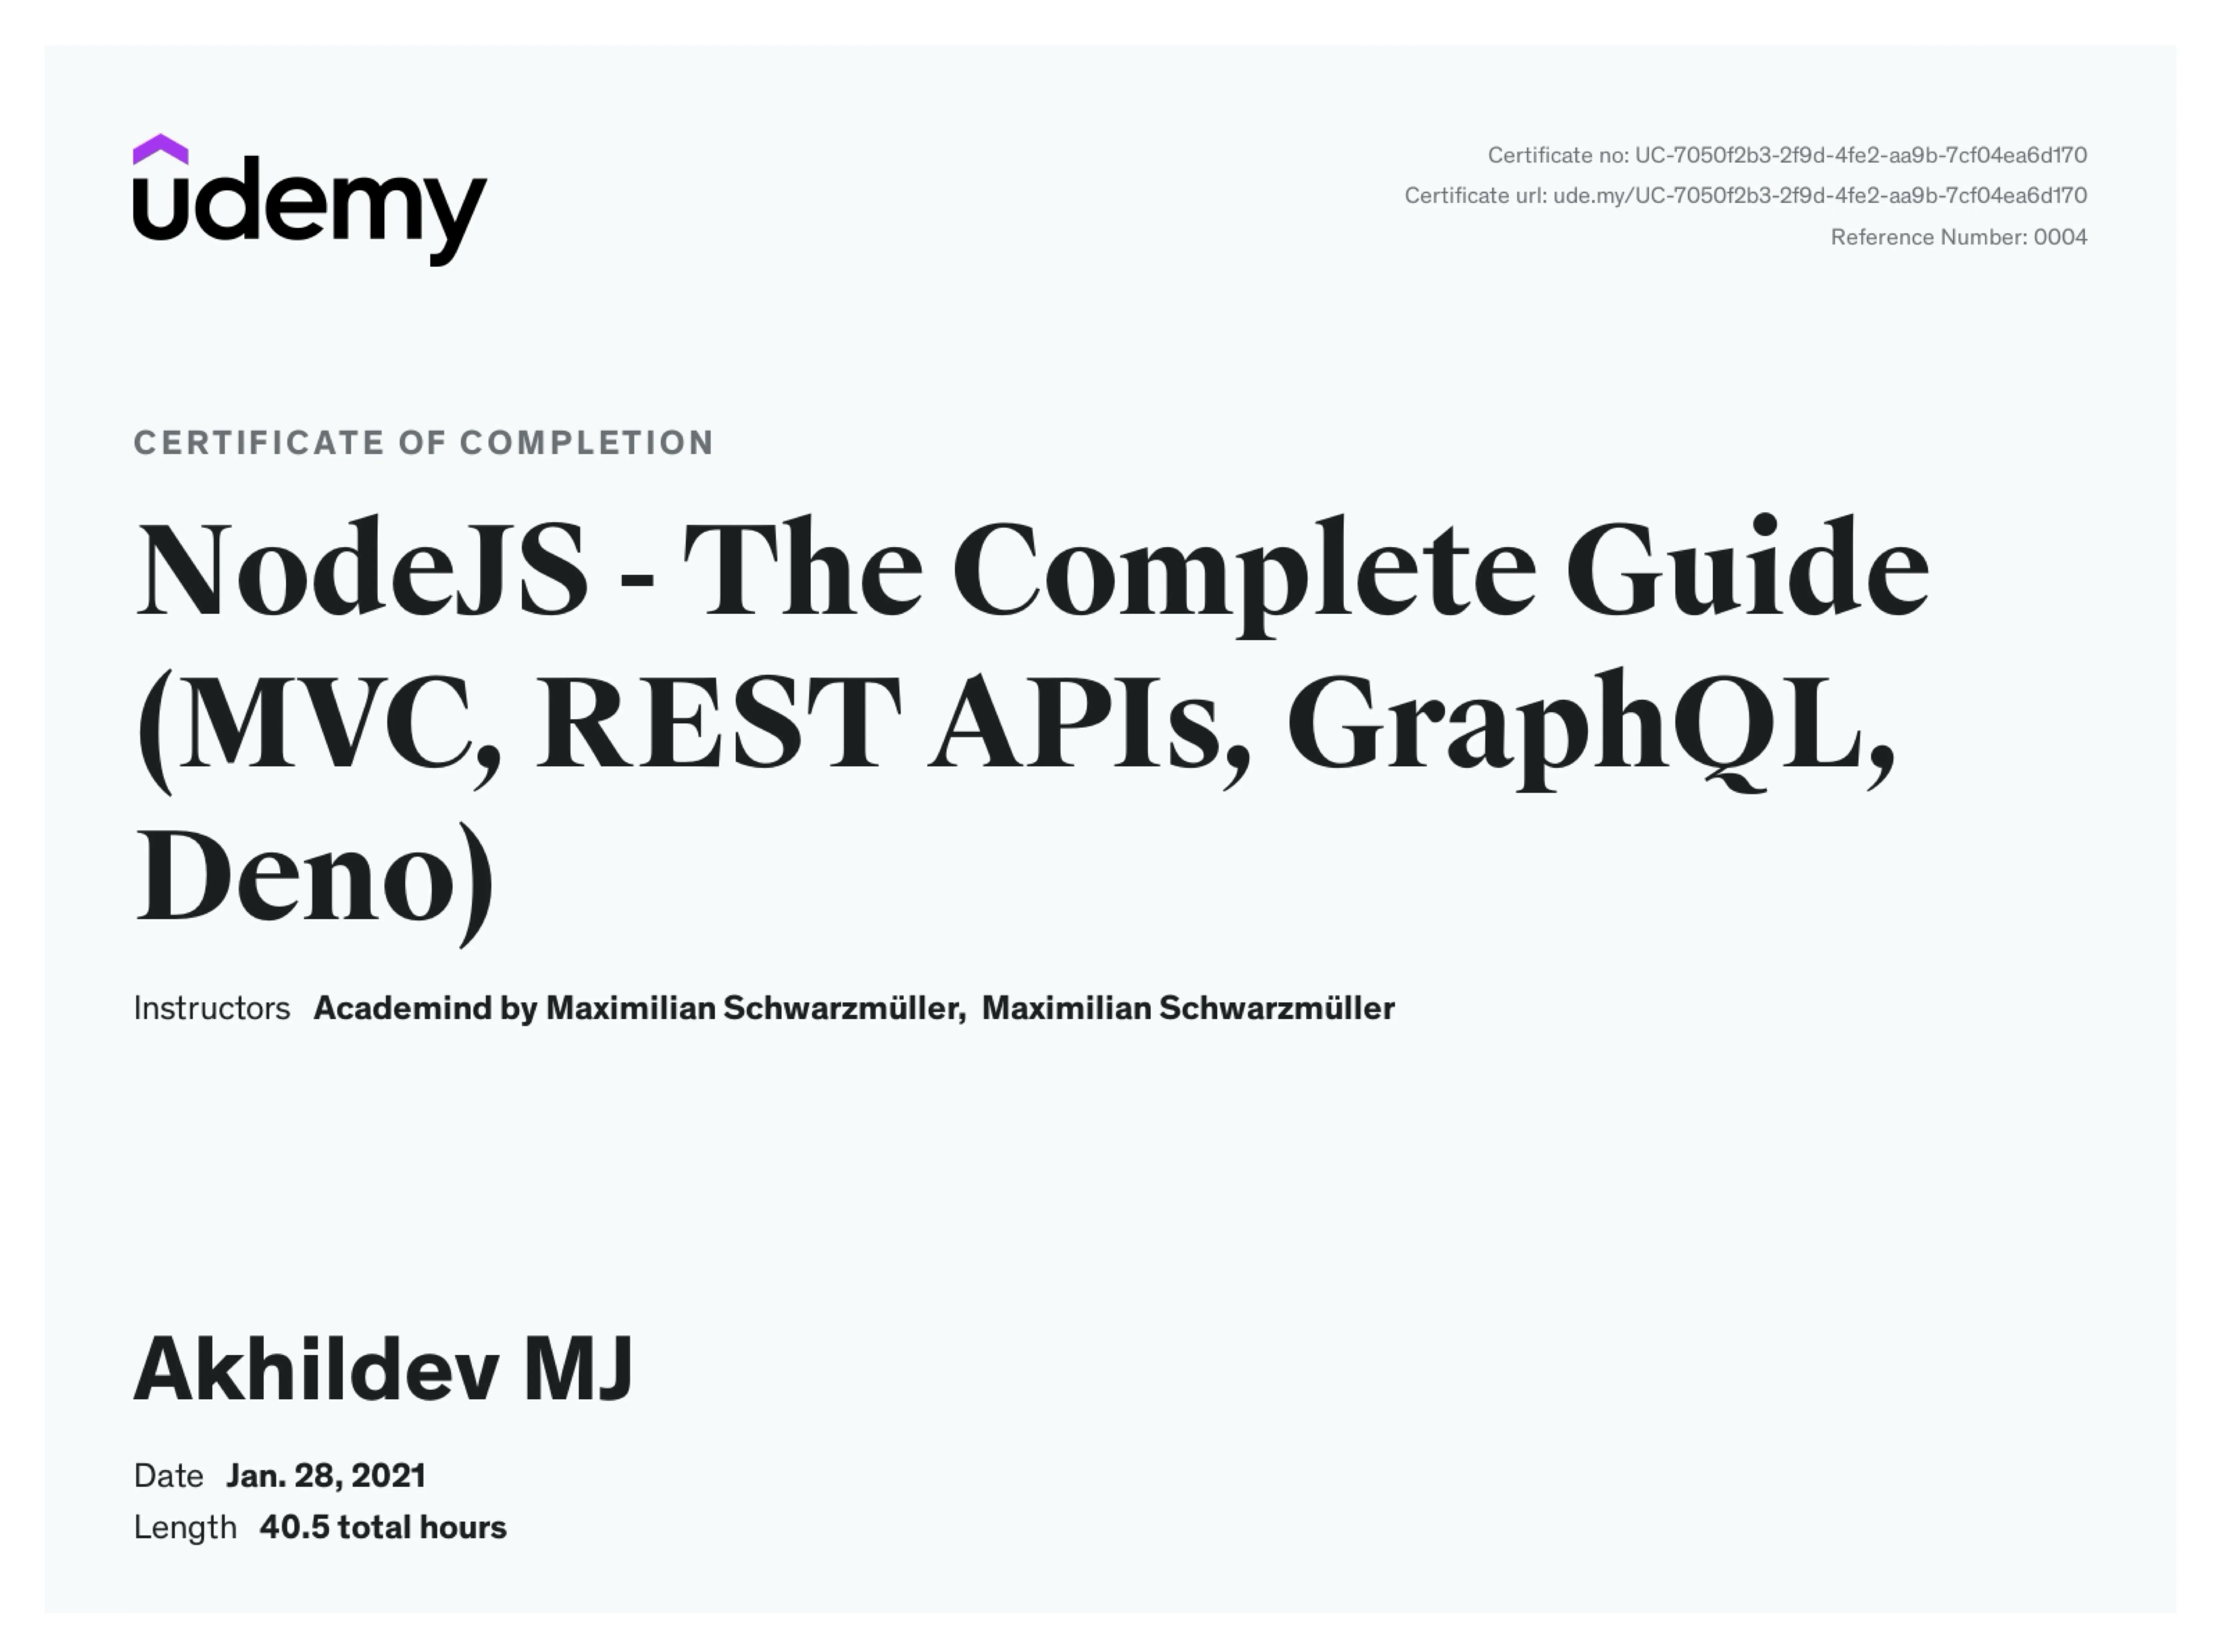 udemy
Certificate no: UC-7050f2b3-2f9d-4fe2-aa9b-7cf04ea6d170
Certificate url: ude.my/UC-7050f2b3-2f9d-4fe2-aa9b-7cf04ea6d170
Reference Number: 0004
CERTIFICATE OF COMPLETION
NodeJS - The Complete Guide
(MVC, REST APIs, GraphQL,
Deno)
Instructors Academind by Maximilian Schwarzmüller, Maximilian Schwarzmüller
Akhildev MJ
Date Jan. 28, 2021
Length 40.5 total hours